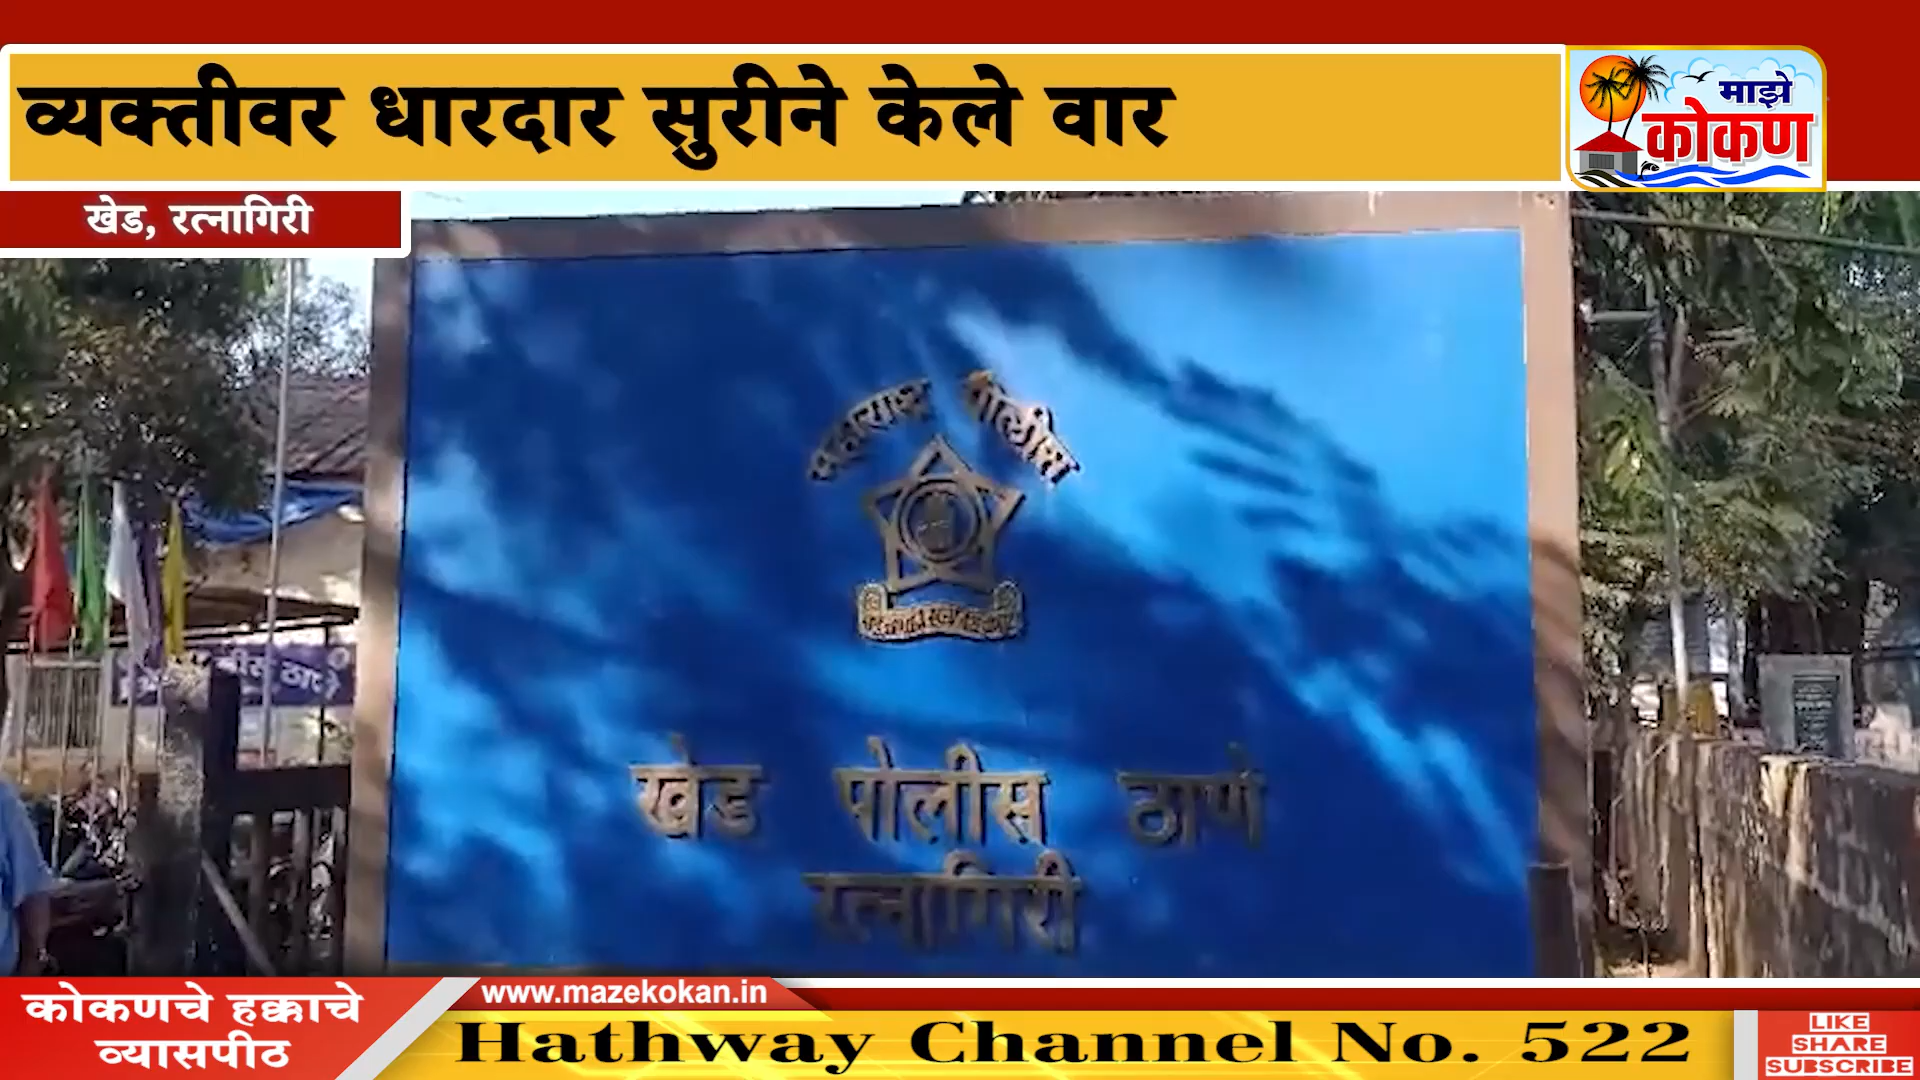 व्यक्तीवर धारदार सुरीने केले वार
माझे
कोकण
खेड, रत्नागिरी
महाराष्ट्र पोलीस
खेड पोलीस ठाणे
रत्नागिरी
कोकणचे हक्काचे
व्यासपीठ
www.mazekokan.in
Hathway Channel No. 522
LIKE
SHARE
SUBSCRIBE